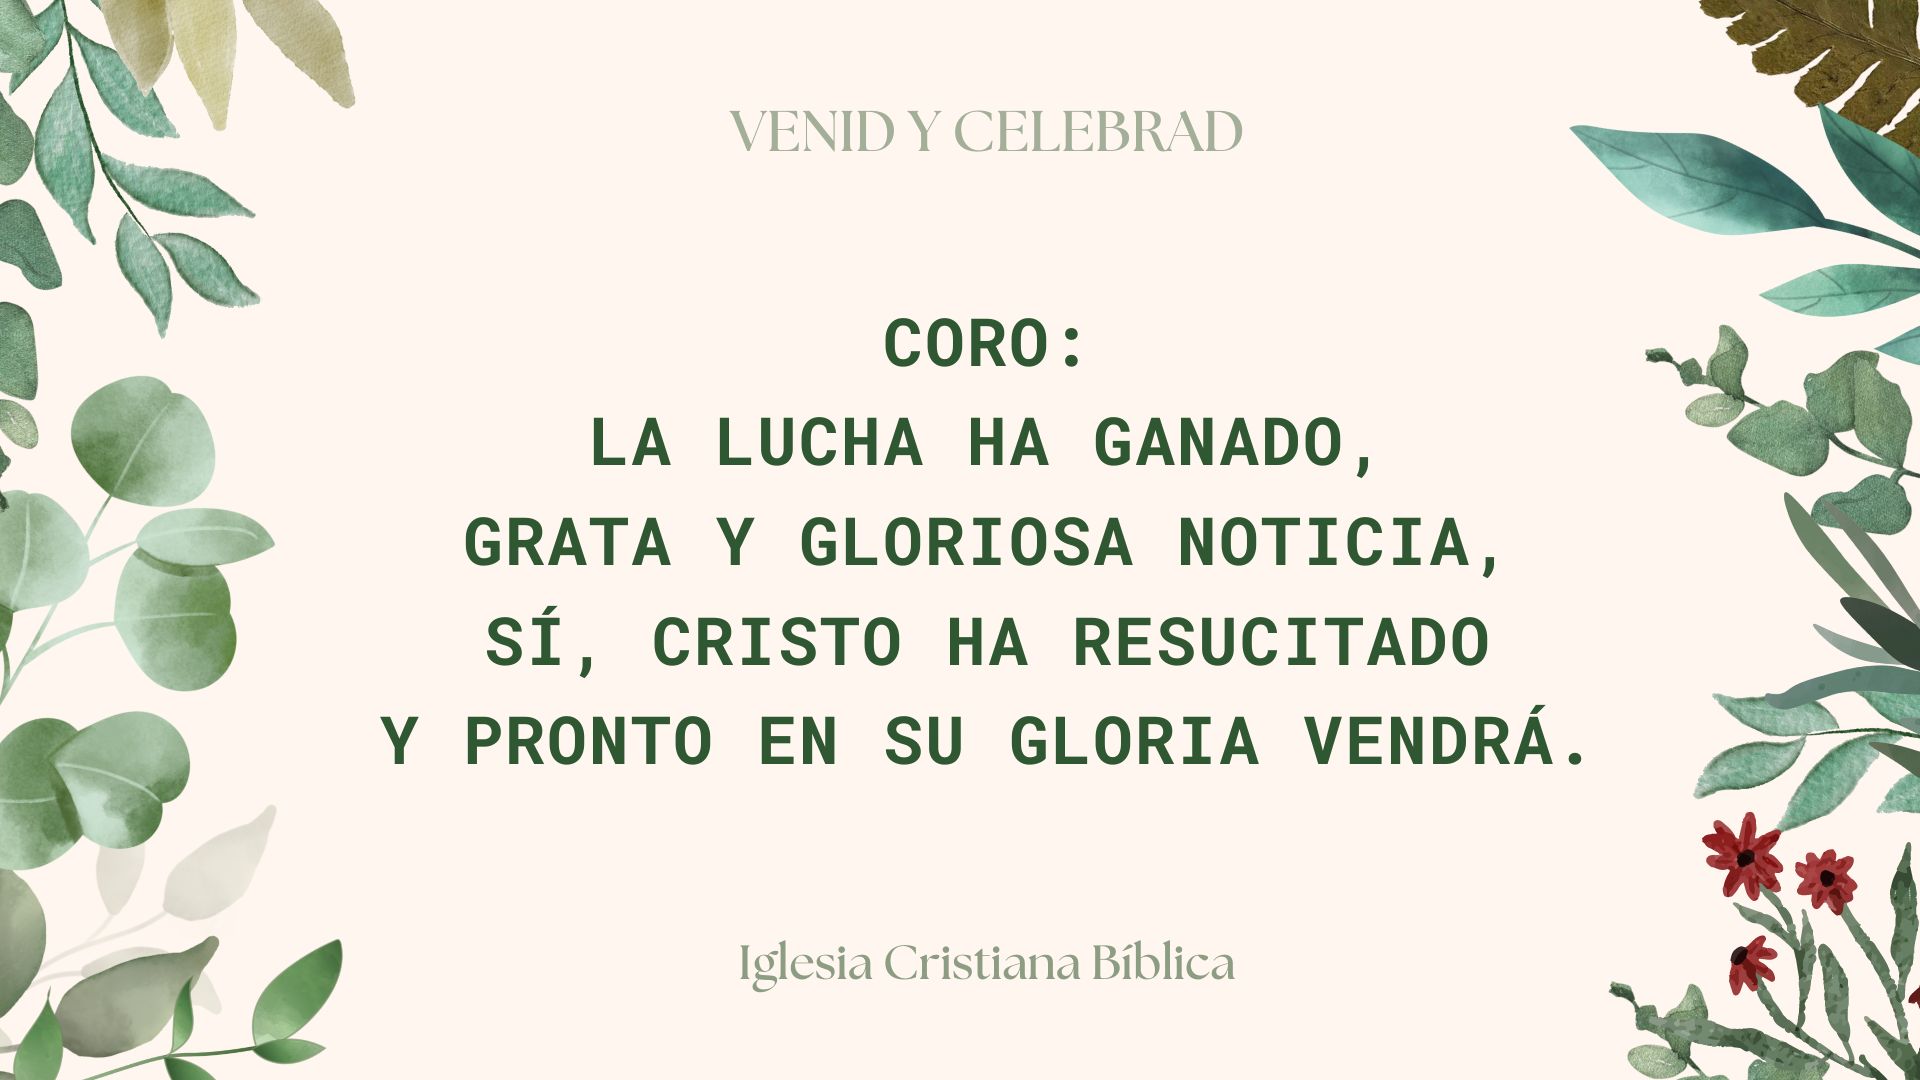 VENID Y CELEBRAD
CORO:
LA LUCHA HA GANADO,
GRATA Y GLORIOSA NOTICIA,
SÍ, CRISTO HA RESUCITADO
Y PRONTO EN SU GLORIA VENDRÁ.
Iglesia Cristiana Bíblica